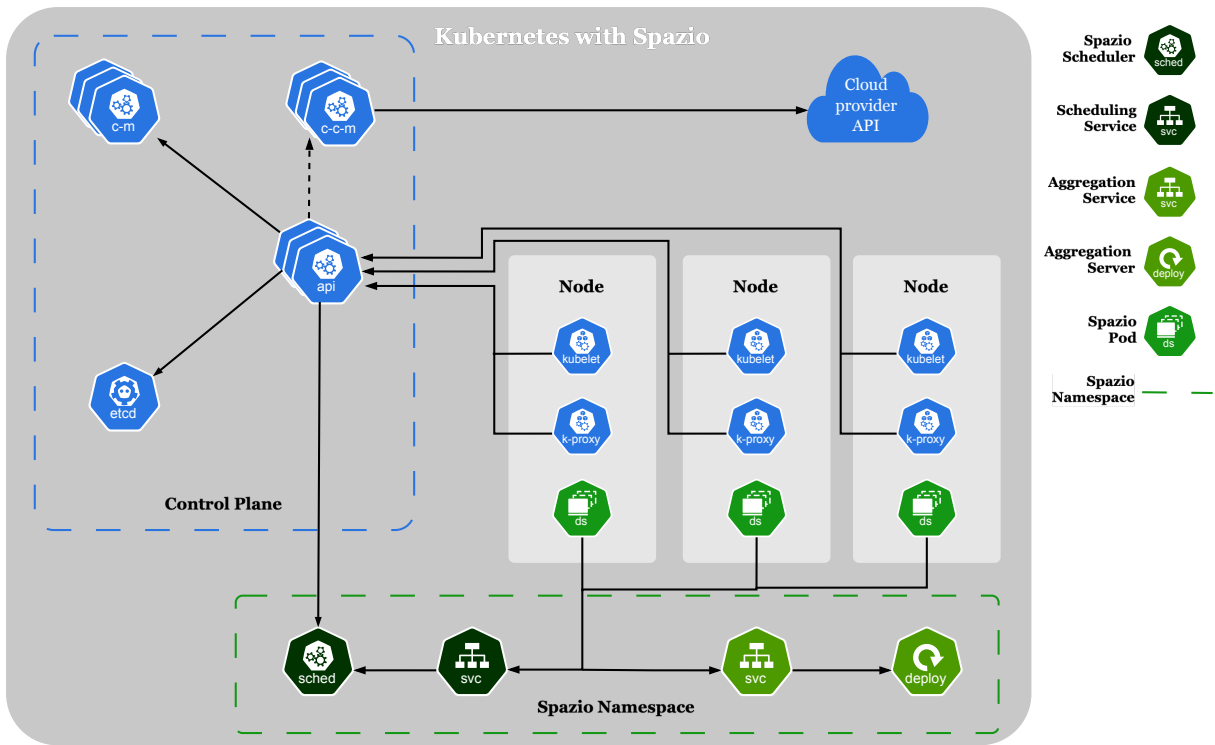 Kubernetes with Spazio
c-m
c-c-m
Cloud
provider
API
api
etcd
Control Plane
Node
kubelet
k-proxy
ds
Node
kubelet
k-proxy
ds
Node
kubelet
k-proxy
ds
sched
svc
svc
deploy
Spazio Namespace
Spazio
Scheduler
sched
Scheduling
Service
svc
Aggregation
Service
svc
Aggregation
Server
deploy
Spazio
Pod
ds
Spazio
Namespace